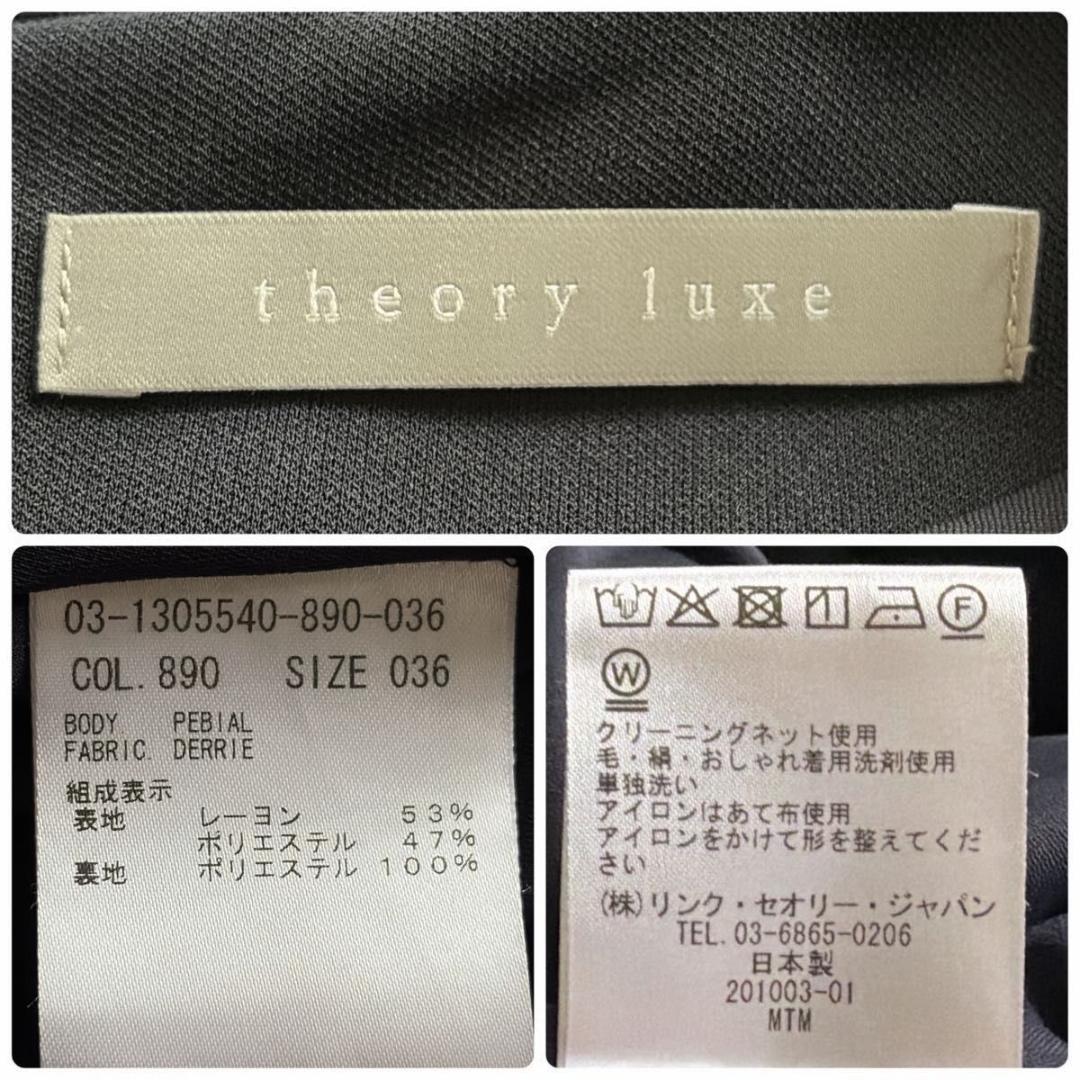 theory luxe
03-1305540-890-036
COL. 890 SIZE 036
BODY PEBIAL
FABRIC. DERRIE
組成表示
表地 レーヨン 53%
ポリエステル 47%
裏地 ポリエステル 100%
F
W
クリーニングネット使用
毛・絹・おしゃれ着用洗剤使用
単独洗い
アイロンはあて布使用
アイロンをかけて形を整えてくだ
さい
(株)リンク・セオリー・ジャパン
TEL. 03-6865-0206
日本製
201003-01
MTM